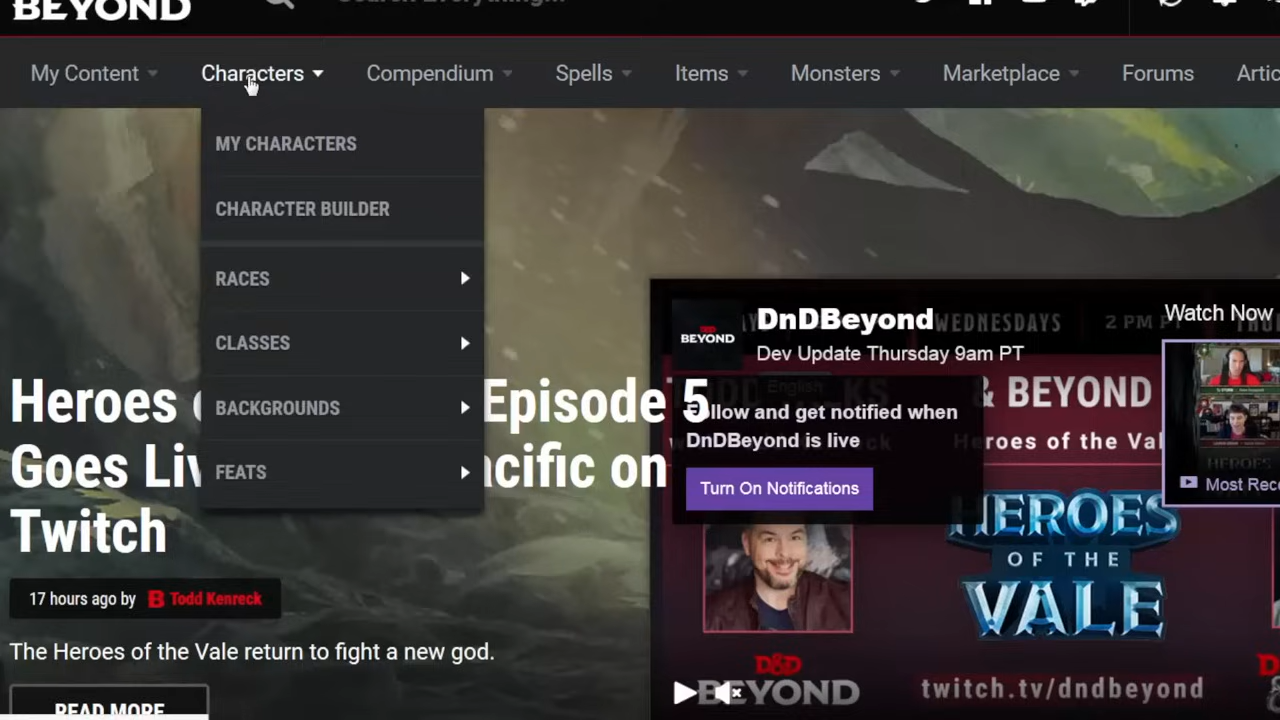 BEYOND
Search Everything...
My Content
Characters
Compendium
Spells
Items
Monsters
Marketplace
Forums
MY CHARACTERS
CHARACTER BUILDER
RACES
CLASSES
BACKGROUNDS
FEATS
Heroes Episode 5
Goes on
Twitch
17 hours ago by Todd Kenreck
The Heroes of the Vale return to fight a new god.
READ MORE
BEYOND
DnDBeyond
Dev Update Thursday 9am PT
WEDNESDAYS
2 PM
English
Follow and get notified when
DnDBeyond is live
Turn On Notifications
Watch Now
& BEYOND
Heroes of the
Most
HEROES
OF THE
VALE
D&D
BEYOND
twitch.tv/dndbeyond